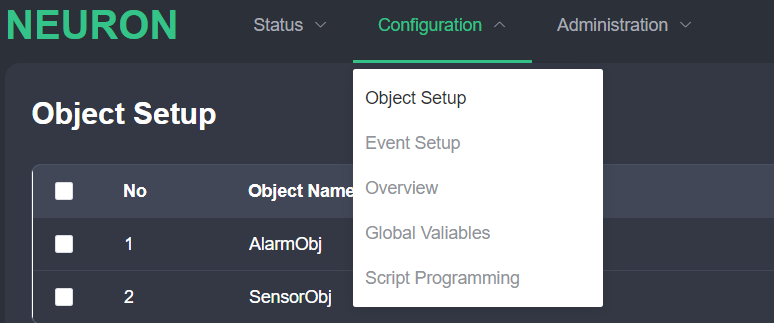 NEURON Status Configuration Administration
Object Setup
Object Setup
Event Setup
Overview
Global Valiables
Script Programming
No Object Name
1 AlarmObj
2 SensorObj